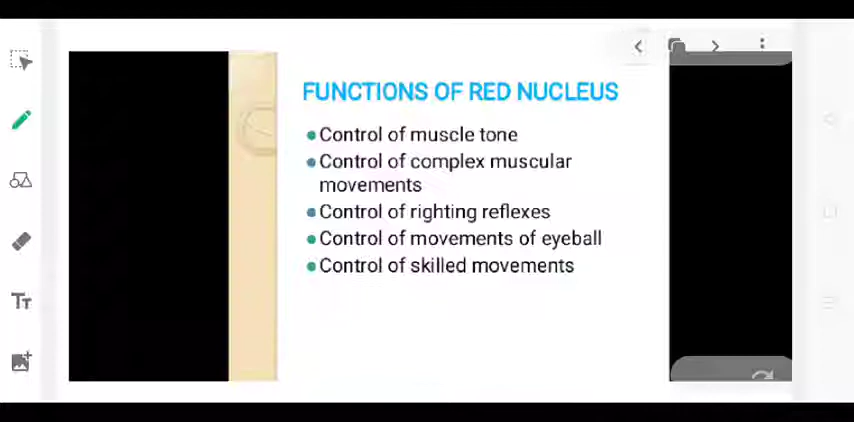 FUNCTIONS OF RED NUCLEUS
Control of muscle tone
Control of complex muscular
movements
Control of righting reflexes
Control of movements of eyeball
Control of skilled movements
TT